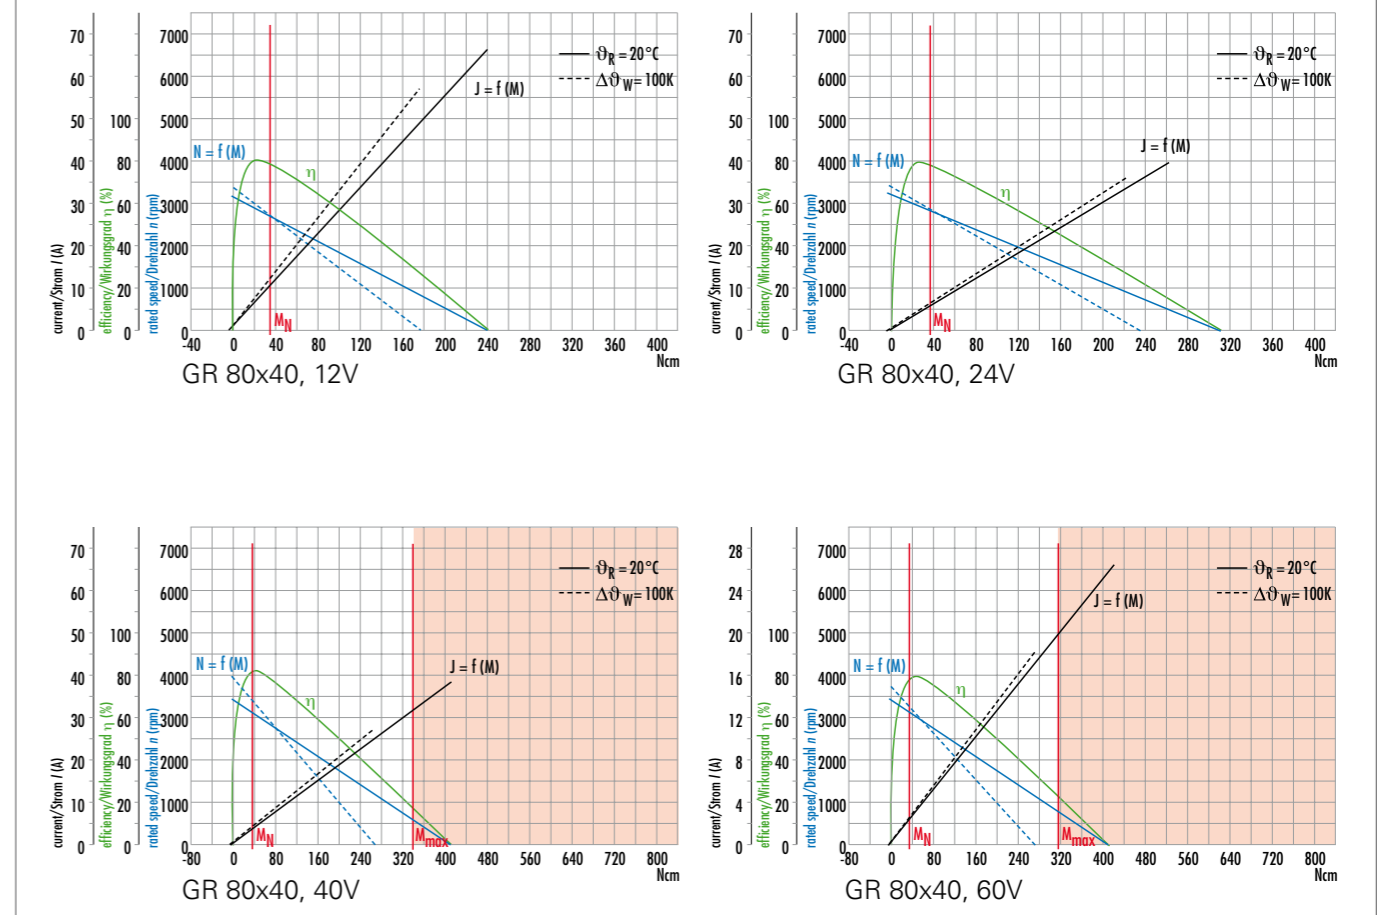 70 7000
60 6000
50 100 5000
40 80 4000
30 60 3000
20 40 2000
10 20 1000
0 0 0
current/Strom I (A)
efficiency/Wirkungsgrad η (%)
rated speed/Drehzahl n (rpm)
ϑR = 20°C
Δϑ W = 100K
J = f (M)
N = f (M)
η
MN
-40 0 40 80 120 160 200 240 280 320 360 400
Ncm
GR 80x40, 12V
70 7000
60 6000
50 100 5000
40 80 4000
30 60 3000
20 40 2000
10 20 1000
0 0 0
current/Strom I (A)
efficiency/Wirkungsgrad η (%)
rated speed/Drehzahl n (rpm)
ϑR = 20°C
Δϑ W = 100K
J = f (M)
N = f (M)
η
MN
-40 0 40 80 120 160 200 240 280 320 360 400
Ncm
GR 80x40, 24V
70 7000
60 6000
50 100 5000
40 80 4000
30 60 3000
20 40 2000
10 20 1000
0 0 0
current/Strom I (A)
efficiency/Wirkungsgrad η (%)
rated speed/Drehzahl n (rpm)
ϑR = 20°C
Δϑ W = 100K
J = f (M)
N = f (M)
η
MN
Mmax
-80 0 80 160 240 320 400 480 560 640 720 800
Ncm
GR 80x40, 40V
28 7000
24 6000
20 100 5000
16 80 4000
12 60 3000
8 40 2000
4 20 1000
0 0 0
current/Strom I (A)
efficiency/Wirkungsgrad η (%)
rated speed/Drehzahl n (rpm)
ϑR = 20°C
Δϑ W = 100K
J = f (M)
N = f (M)
η
MN
Mmax
-80 0 80 160 240 320 400 480 560 640 720 800
Ncm
GR 80x40, 60V